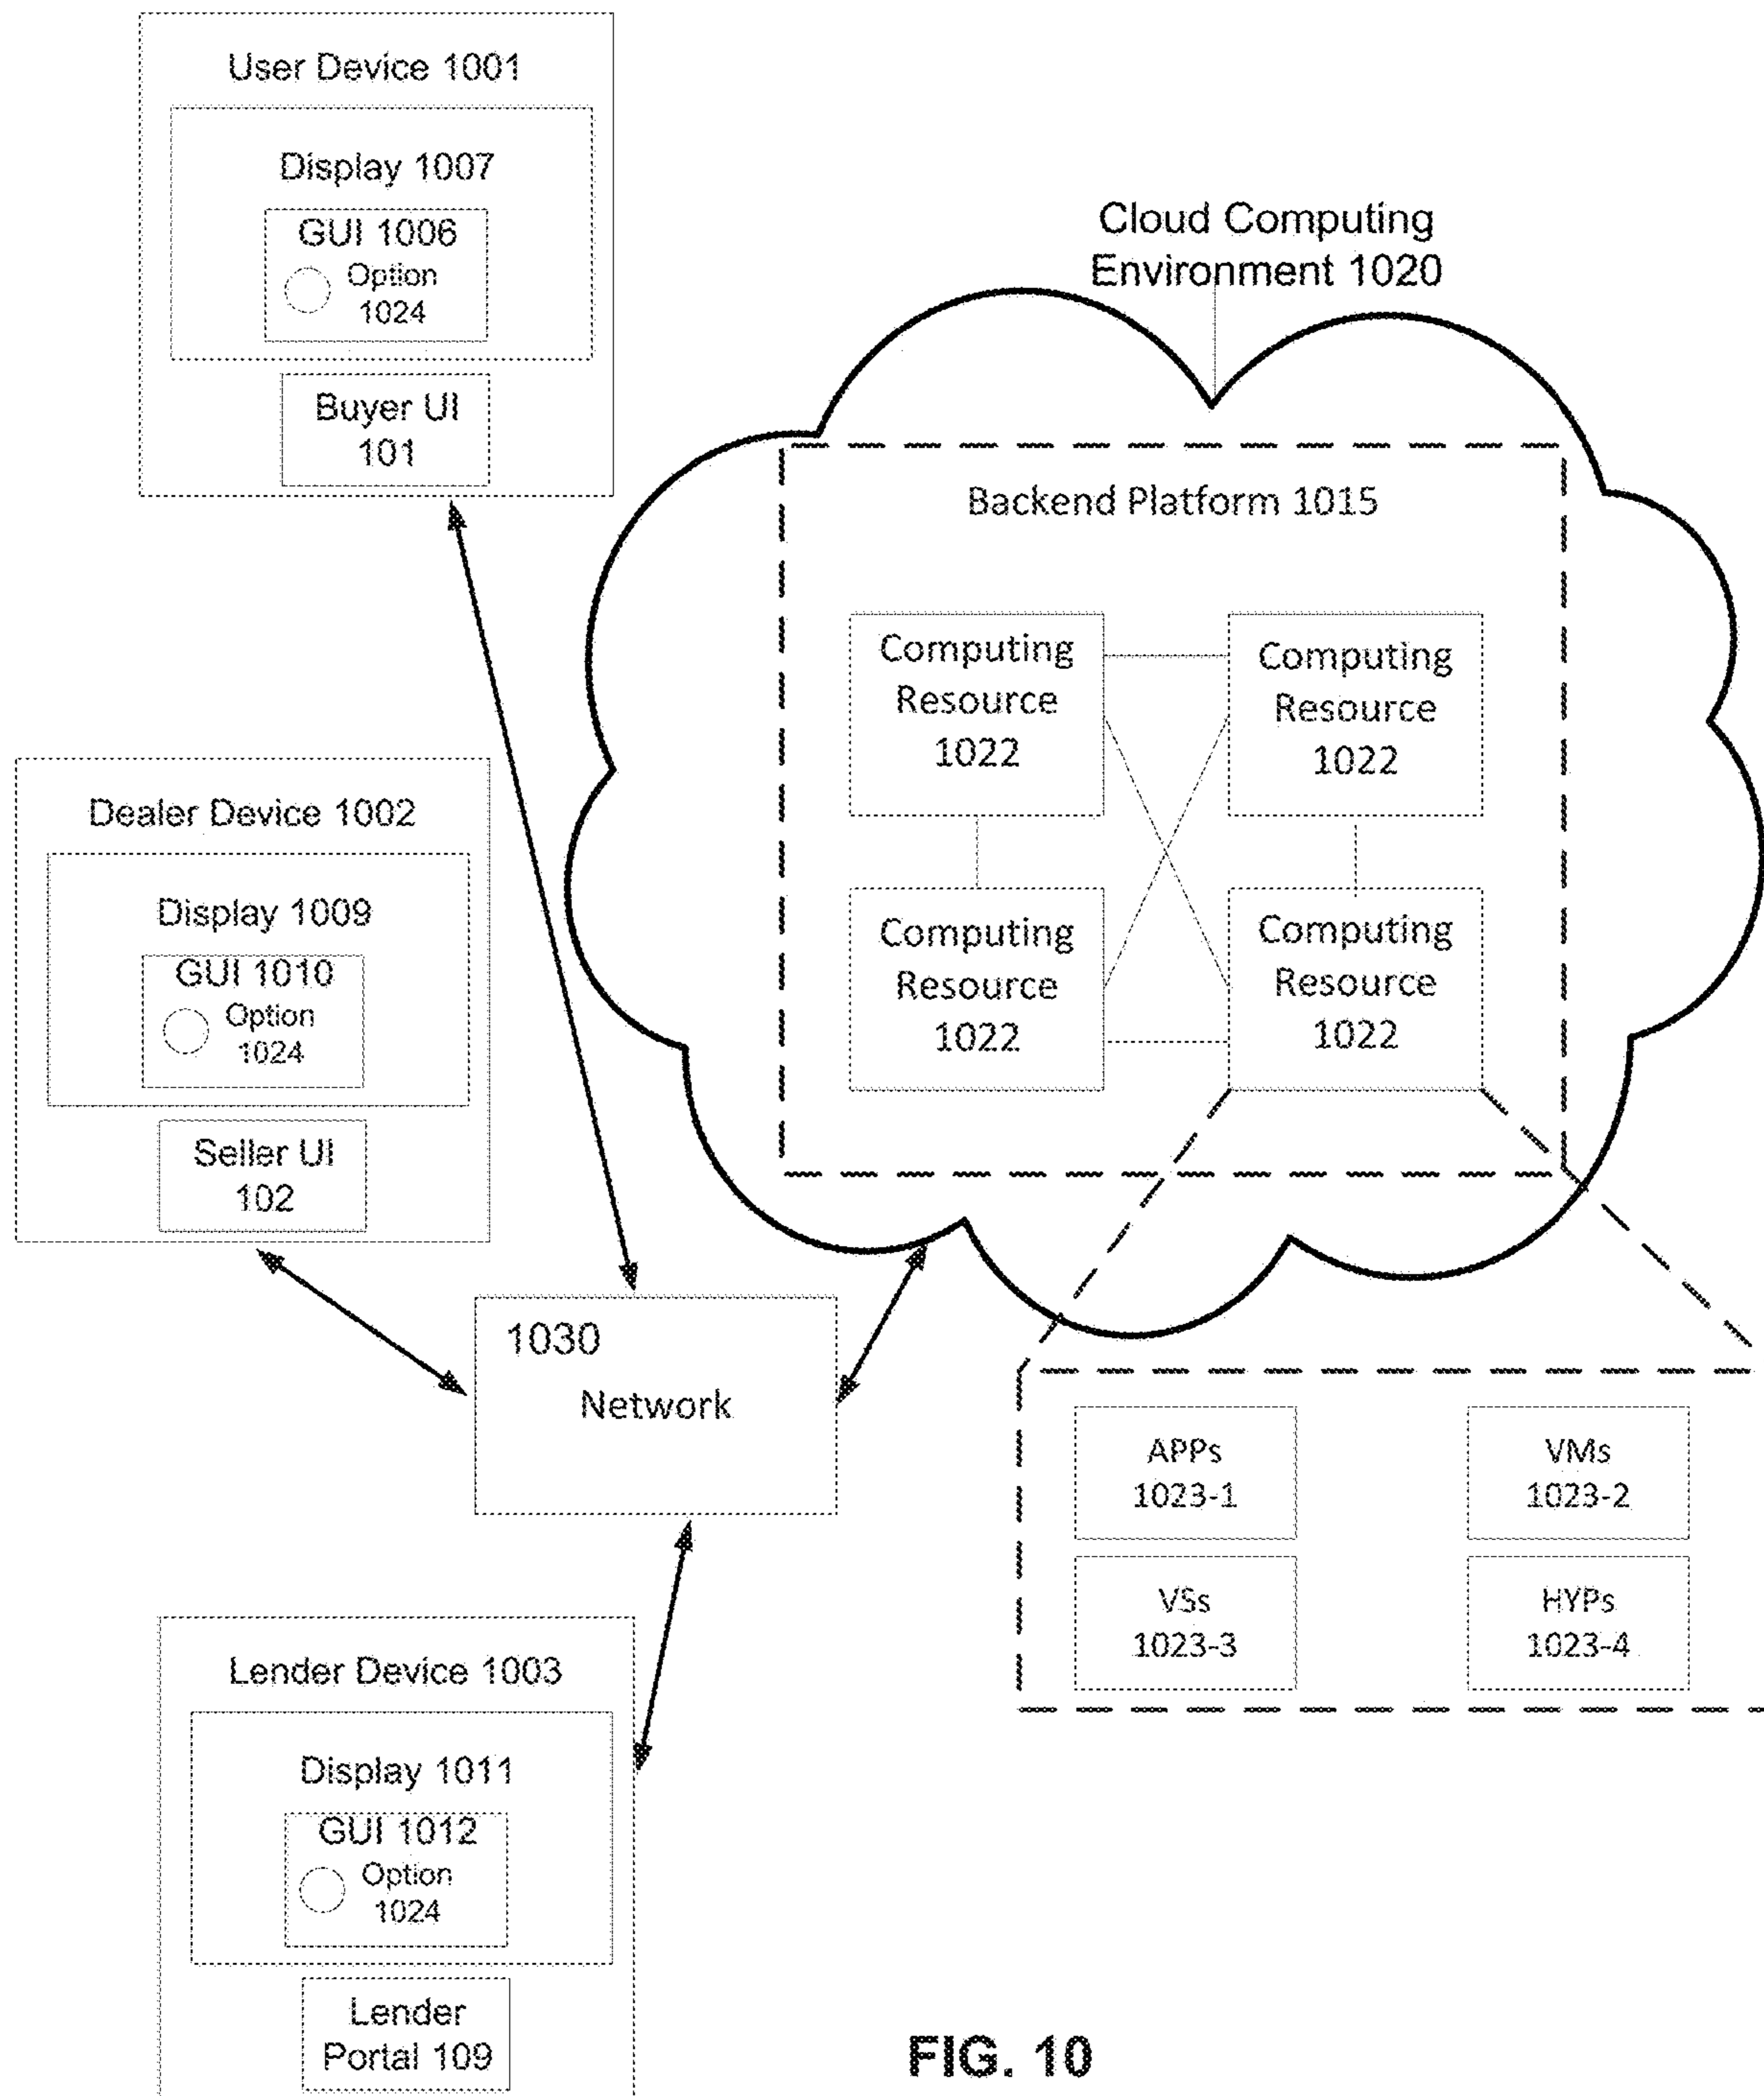 User Device 1001
Display 1007
GUI 1006
Option
1024
Buyer UI
101
Cloud Computing
Environment 1020
Backend Platform 1015
Computing
Resource
1022
Computing
Resource
1022
Computing
Resource
1022
Computing
Resource
1022
Dealer Device 1002
Display 1009
GUI 1010
Option
1024
Seller UI
102
1030
Network
APPs
1023-1
VMs
1023-2
VSs
1023-3
HYPs
1023-4
Lender Device 1003
Display 1011
GUI 1012
Option
1024
Lender
Portal 109
FIG. 10